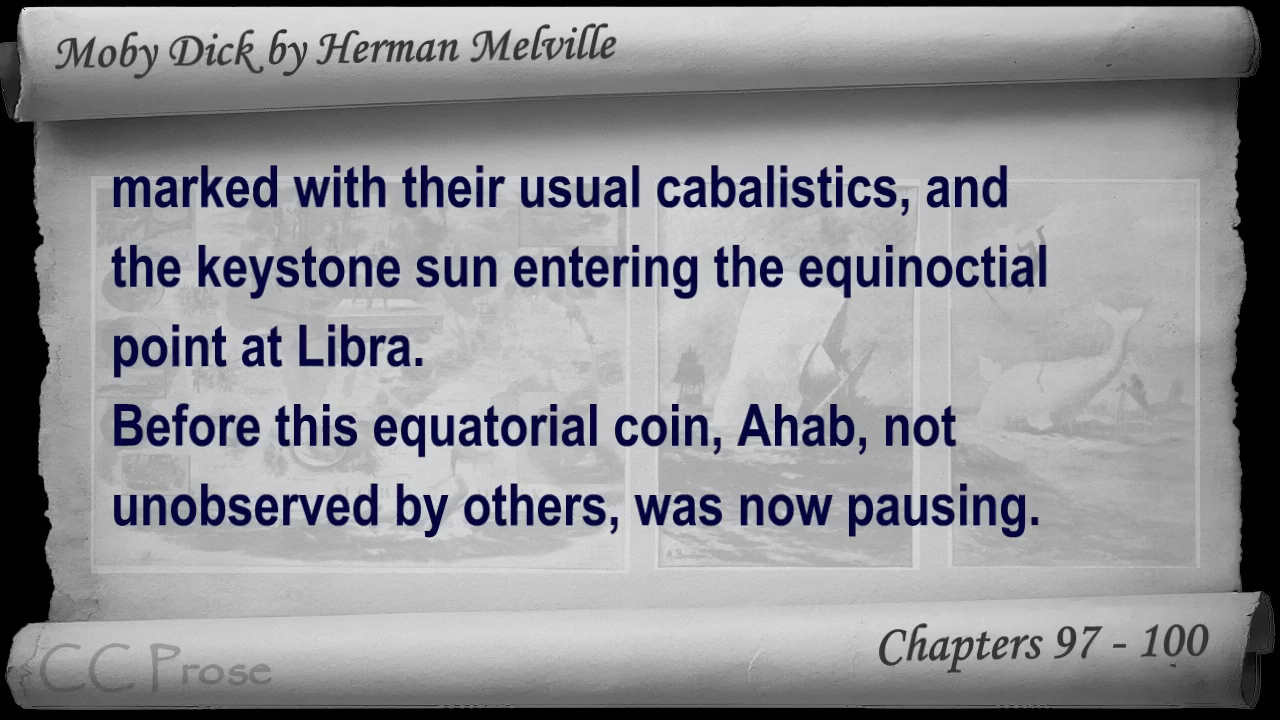 Moby Dick by Herman Melville
marked with their usual cabalistics, and
the keystone sun entering the equinoctial
point at Libra.
Before this equatorial coin, Ahab, not
unobserved by others, was now pausing.
Chapters 97 - 100
CC Prose